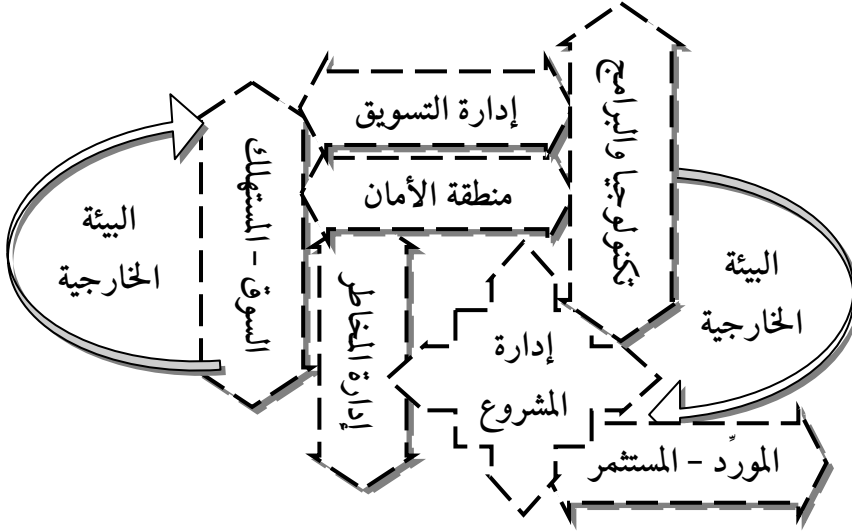 إدارة التسويق
تكنولوجيا والبرامج
منطقة الأمان
السوق – المستهلك
البيئة
الخارجية
البيئة
الخارجية
إدارة المخاطر
إدارة
المشروع
المورِّد – المستثمر